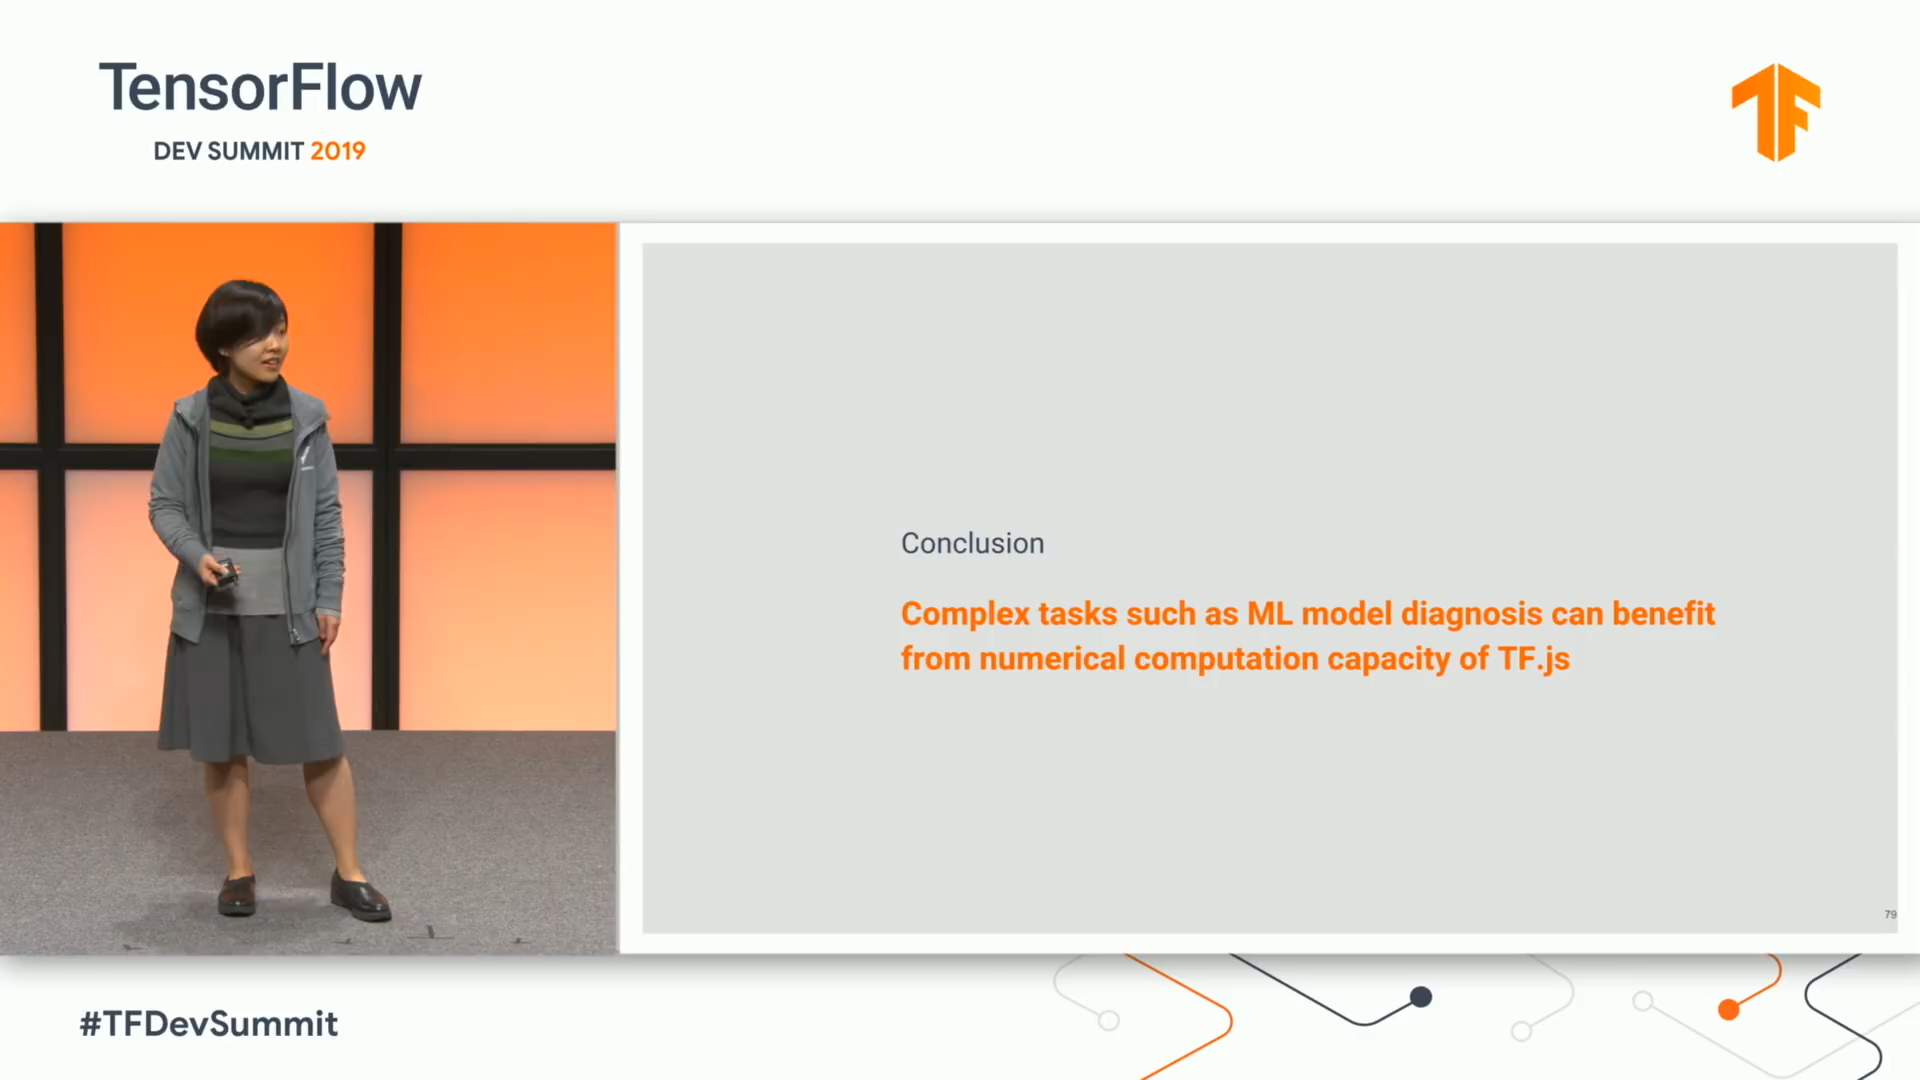 TensorFlow
DEV SUMMIT 2019
Conclusion
Complex tasks such as ML model diagnosis can benefit
from numerical computation capacity of TF.js
79
#TFDevSummit